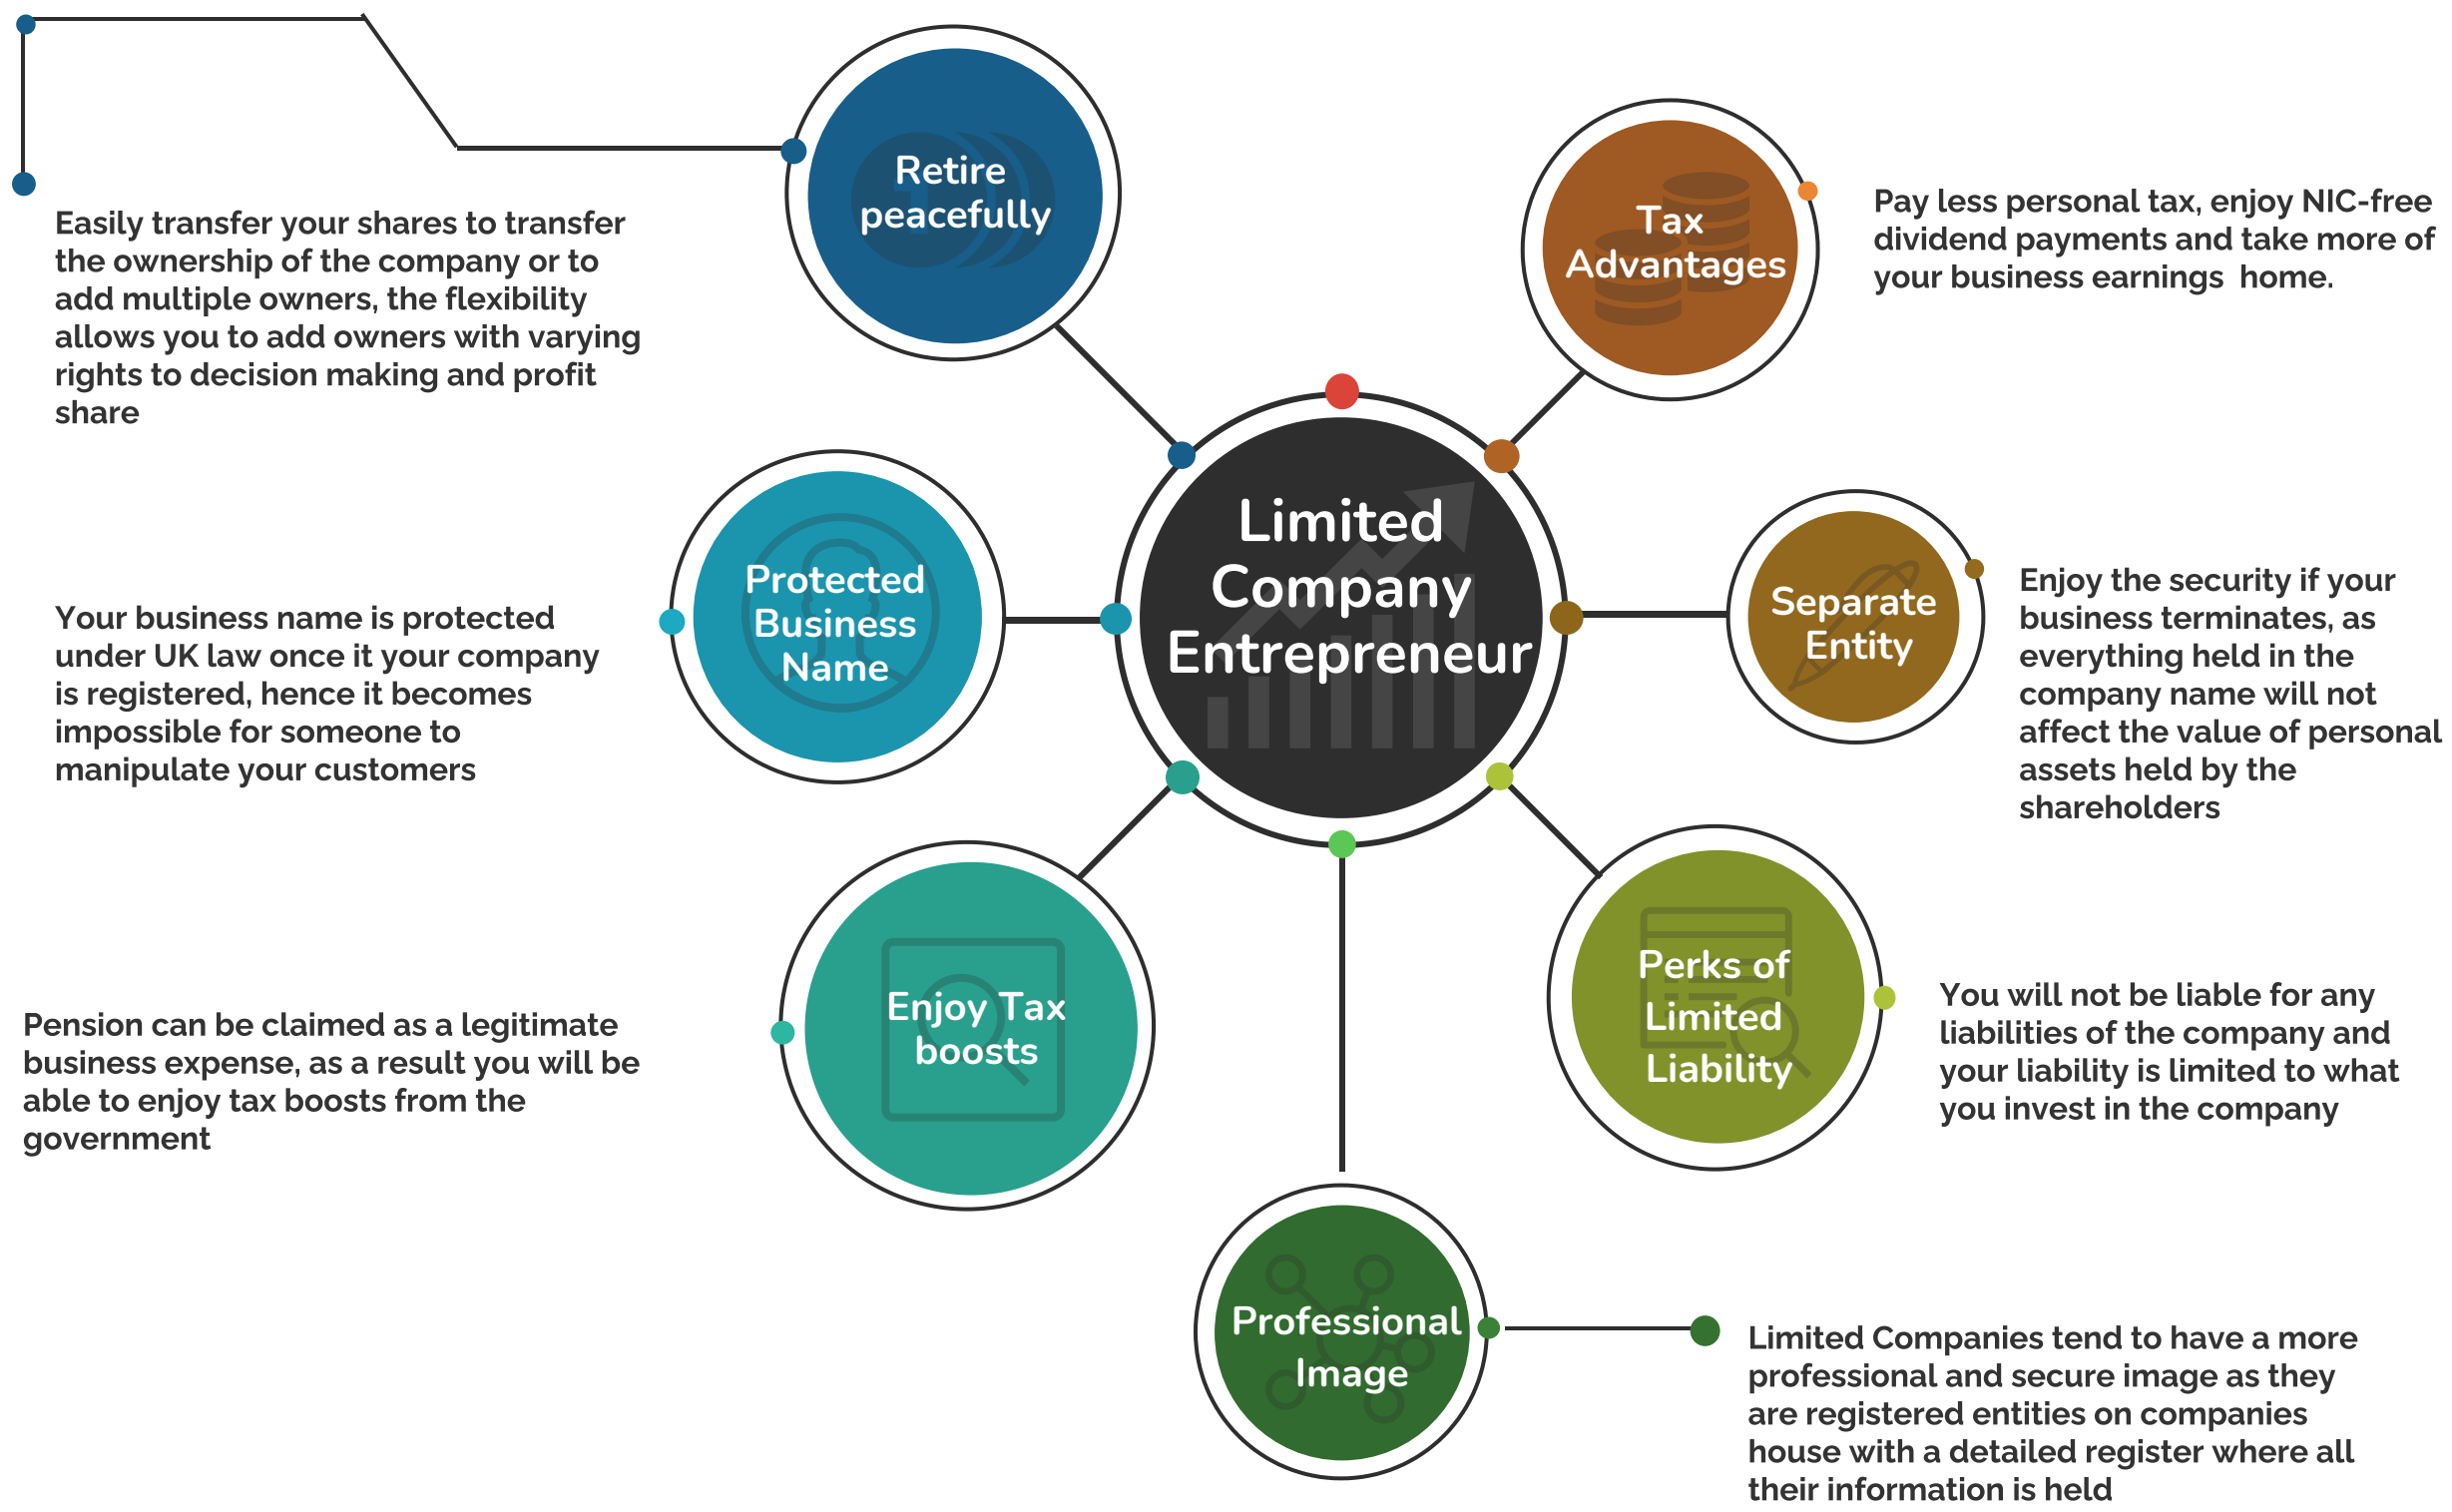 Retire
peacefully
Easily transfer your shares to transfer
the ownership of the company or to
add multiple owners, the flexibility
allows you to add owners with varying
rights to decision making and profit
share
Tax
Advantages
Pay less personal tax, enjoy NIC-free
dividend payments and take more of
your business earnings  home.
Limited
Company
Entrepreneur
Protected
Business
Name
Your business name is protected
under UK law once it your company
is registered, hence it becomes
impossible for someone to
manipulate your customers
Separate
Entity
Enjoy the security if your
business terminates, as
everything held in the
company name will not
affect the value of personal
assets held by the
shareholders
Enjoy Tax
boosts
Pension can be claimed as a legitimate
business expense, as a result you will be
able to enjoy tax boosts from the
government
Perks of
Limited
Liability
You will not be liable for any
liabilities of the company and
your liability is limited to what
you invest in the company
Professional
Image
Limited Companies tend to have a more
professional and secure image as they
are registered entities on companies
house with a detailed register where all
their information is held